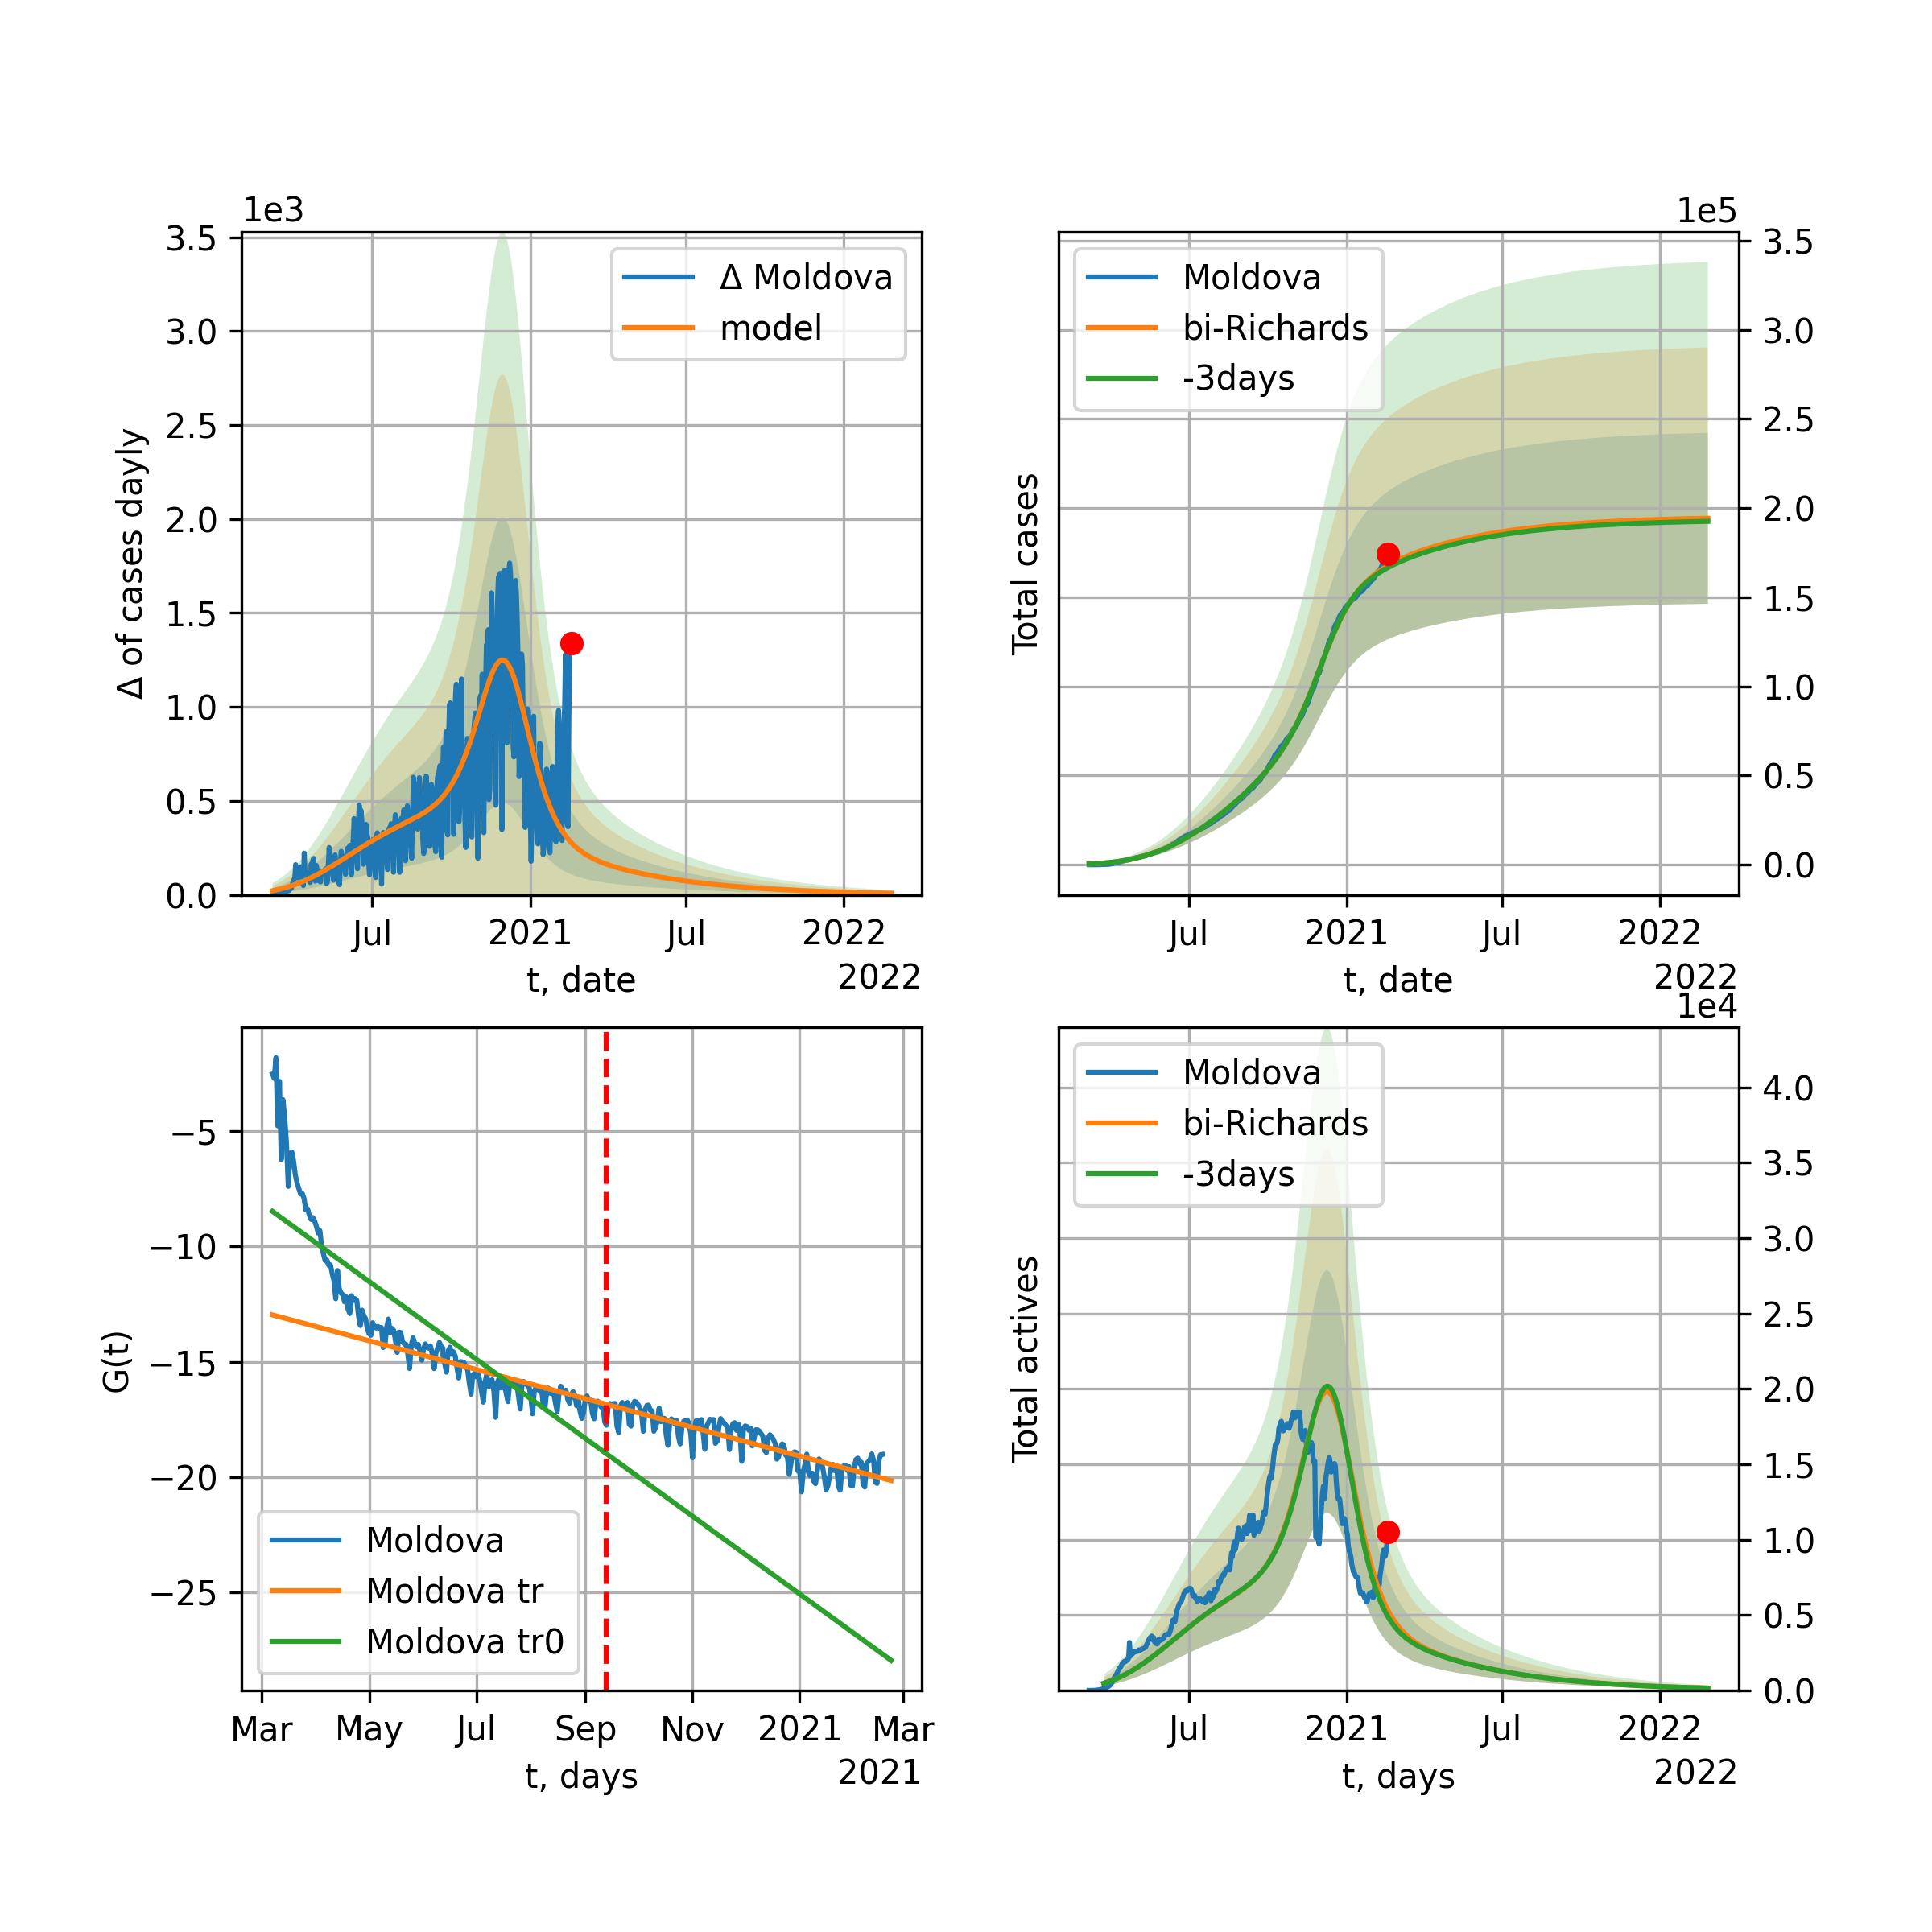 1e3
3.5
3.0
2.5
2.0
1.5
1.0
0.5
0.0
Δ of cases dayly
Δ Moldova
model
Jul 2021 Jul 2022
t, date
2022
1e5
Moldova
bi-Richards
-3days
Total cases
3.5
3.0
2.5
2.0
1.5
1.0
0.5
0.0
Jul 2021 Jul 2022
t, date
2022
G(t)
−5
−10
−15
−20
−25
Moldova
Moldova tr
Moldova tr0
Mar May Jul Sep Nov 2021 Mar
t, days
2021
1e4
Moldova
bi-Richards
-3days
Total actives
4.0
3.5
3.0
2.5
2.0
1.5
1.0
0.5
0.0
Jul 2021 Jul 2022
t, days
2022